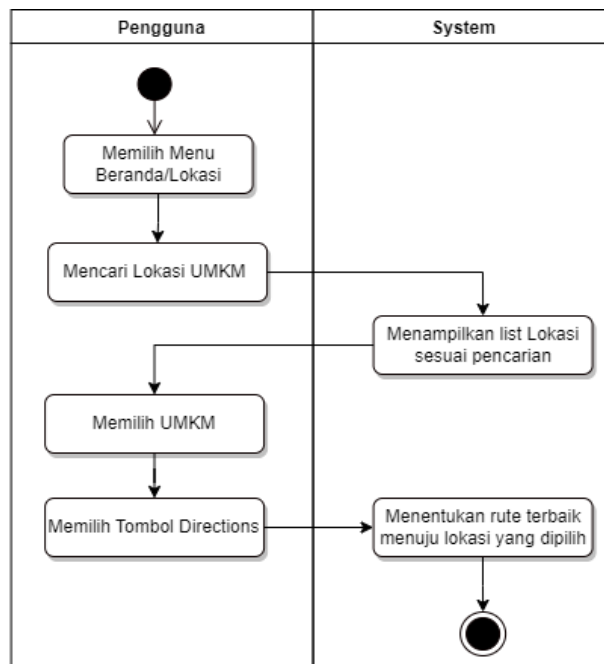 Pengguna
System
Memilih Menu
Beranda/Lokasi
Mencari Lokasi UMKM
Menampilkan list Lokasi
sesuai pencarian
Memilih UMKM
Memilih Tombol Directions
Menentukan rute terbaik
menuju lokasi yang dipilih